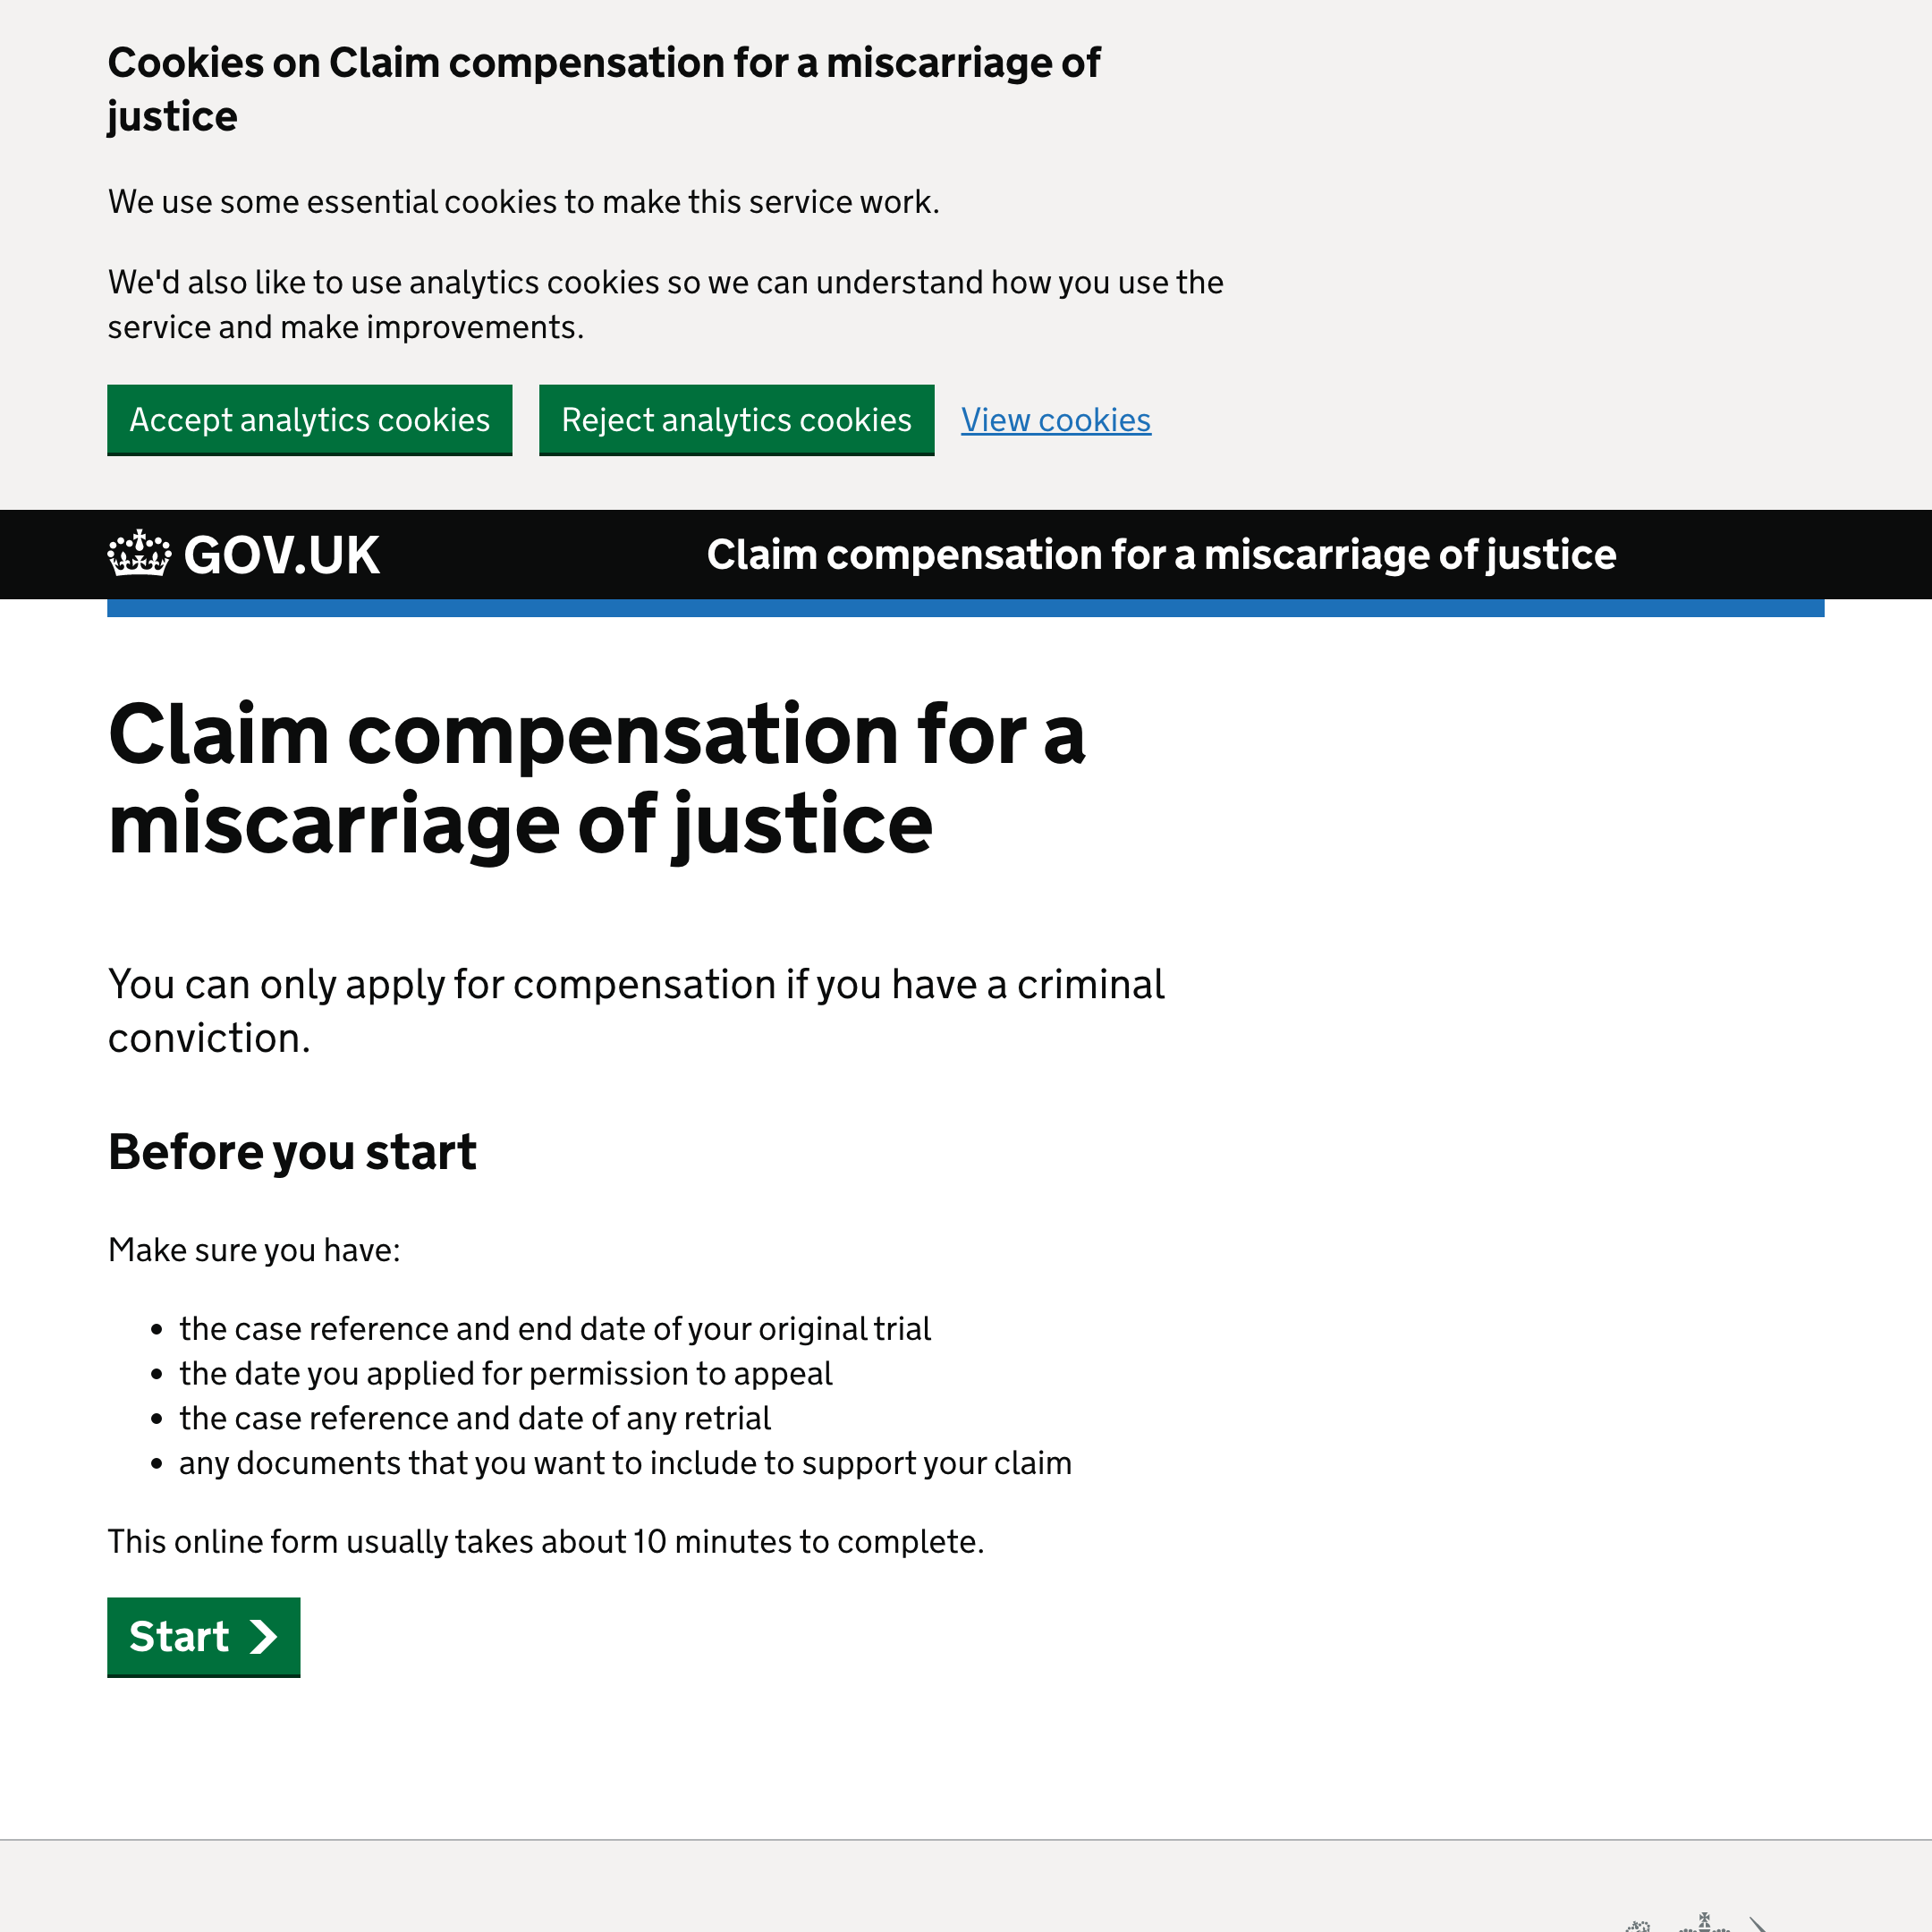 Cookies on Claim compensation for a miscarriage of
justice
We use some essential cookies to make this service work.
We'd also like to use analytics cookies so we can understand how you use the
service and make improvements.
Accept analytics cookies
Reject analytics cookies
View cookies
GOV.UK
Claim compensation for a miscarriage of justice
Claim compensation for a
miscarriage of justice
You can only apply for compensation if you have a criminal
conviction.
Before you start
Make sure you have:
• the case reference and end date of your original trial
• the date you applied for permission to appeal
• the case reference and date of any retrial
• any documents that you want to include to support your claim
This online form usually takes about 10 minutes to complete.
Start